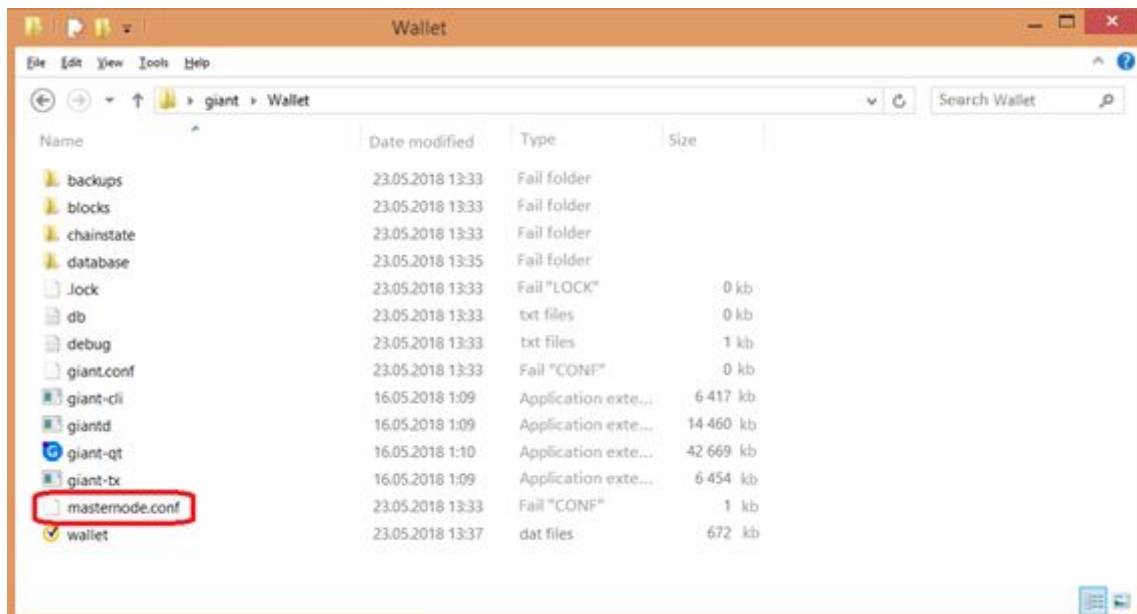 Wallet
File Edit View Tools Help
giant Wallet Search Wallet
Name Date modified Type Size
backups 23.05.2018 13:33 Fail folder
blocks 23.05.2018 13:33 Fail folder
chainstate 23.05.2018 13:33 Fail folder
database 23.05.2018 13:35 Fail folder
.lock 23.05.2018 13:33 Fail "LOCK" 0 kb
db 23.05.2018 13:33 txt files 0 kb
debug 23.05.2018 13:33 txt files 1 kb
giant.conf 23.05.2018 13:33 Fail "CONF" 0 kb
giant-cli 16.05.2018 1:09 Application exte... 6 417 kb
giantd 16.05.2018 1:09 Application exte... 14 460 kb
giant-qt 16.05.2018 1:10 Application exte... 42 669 kb
giant-tx 16.05.2018 1:09 Application exte... 6 454 kb
masternode.conf 23.05.2018 13:33 Fail "CONF" 1 kb
wallet 23.05.2018 13:37 dat files 672 kb